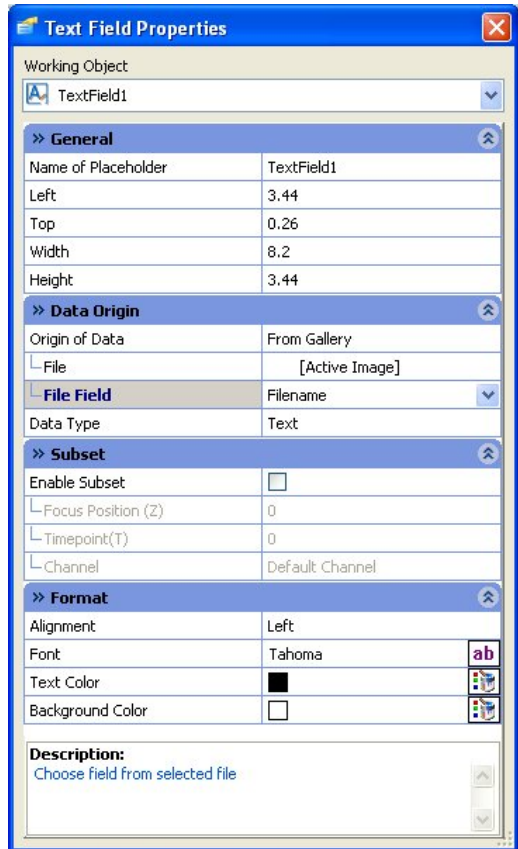 Text Field Properties
Working Object
TextField1
» General
Name of Placeholder TextField1
Left 3.44
Top 0.26
Width 8.2
Height 3.44
» Data Origin
Origin of Data From Gallery
File [Active Image]
File Field Filename
Data Type Text
» Subset
Enable Subset
Focus Position (Z) 0
Timepoint(T) 0
Channel Default Channel
» Format
Alignment Left
Font Tahoma ab
Text Color
Background Color
Description:
Choose field from selected file